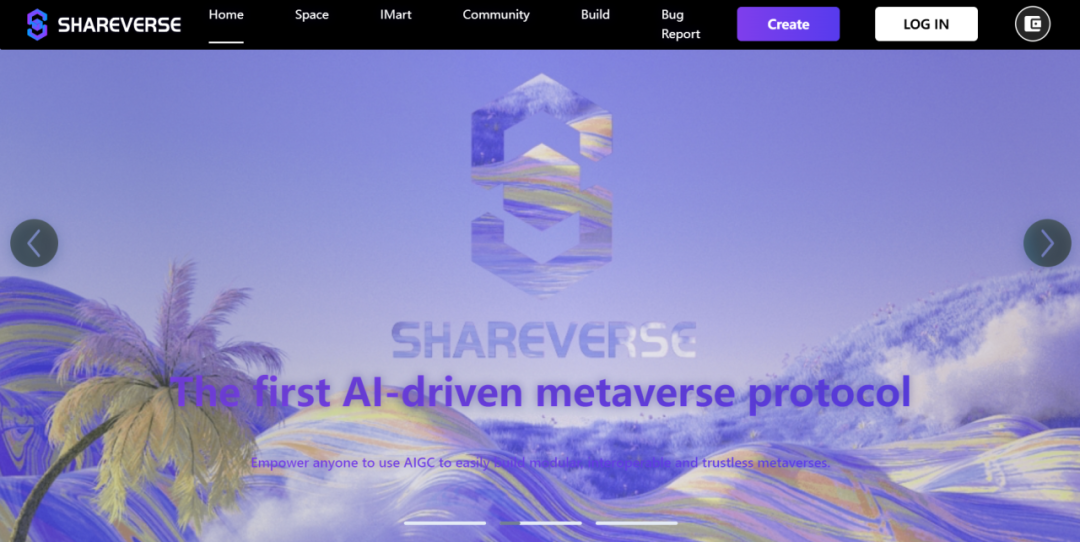 SHAREVERSE
Home
Space
IMart
Community
Build
Bug
Report
Create
LOG IN
SHAREVERSE
The first AI-driven metaverse protocol
Empower anyone to use AIGC to easily build modular, interoperable and trustless metaverses.